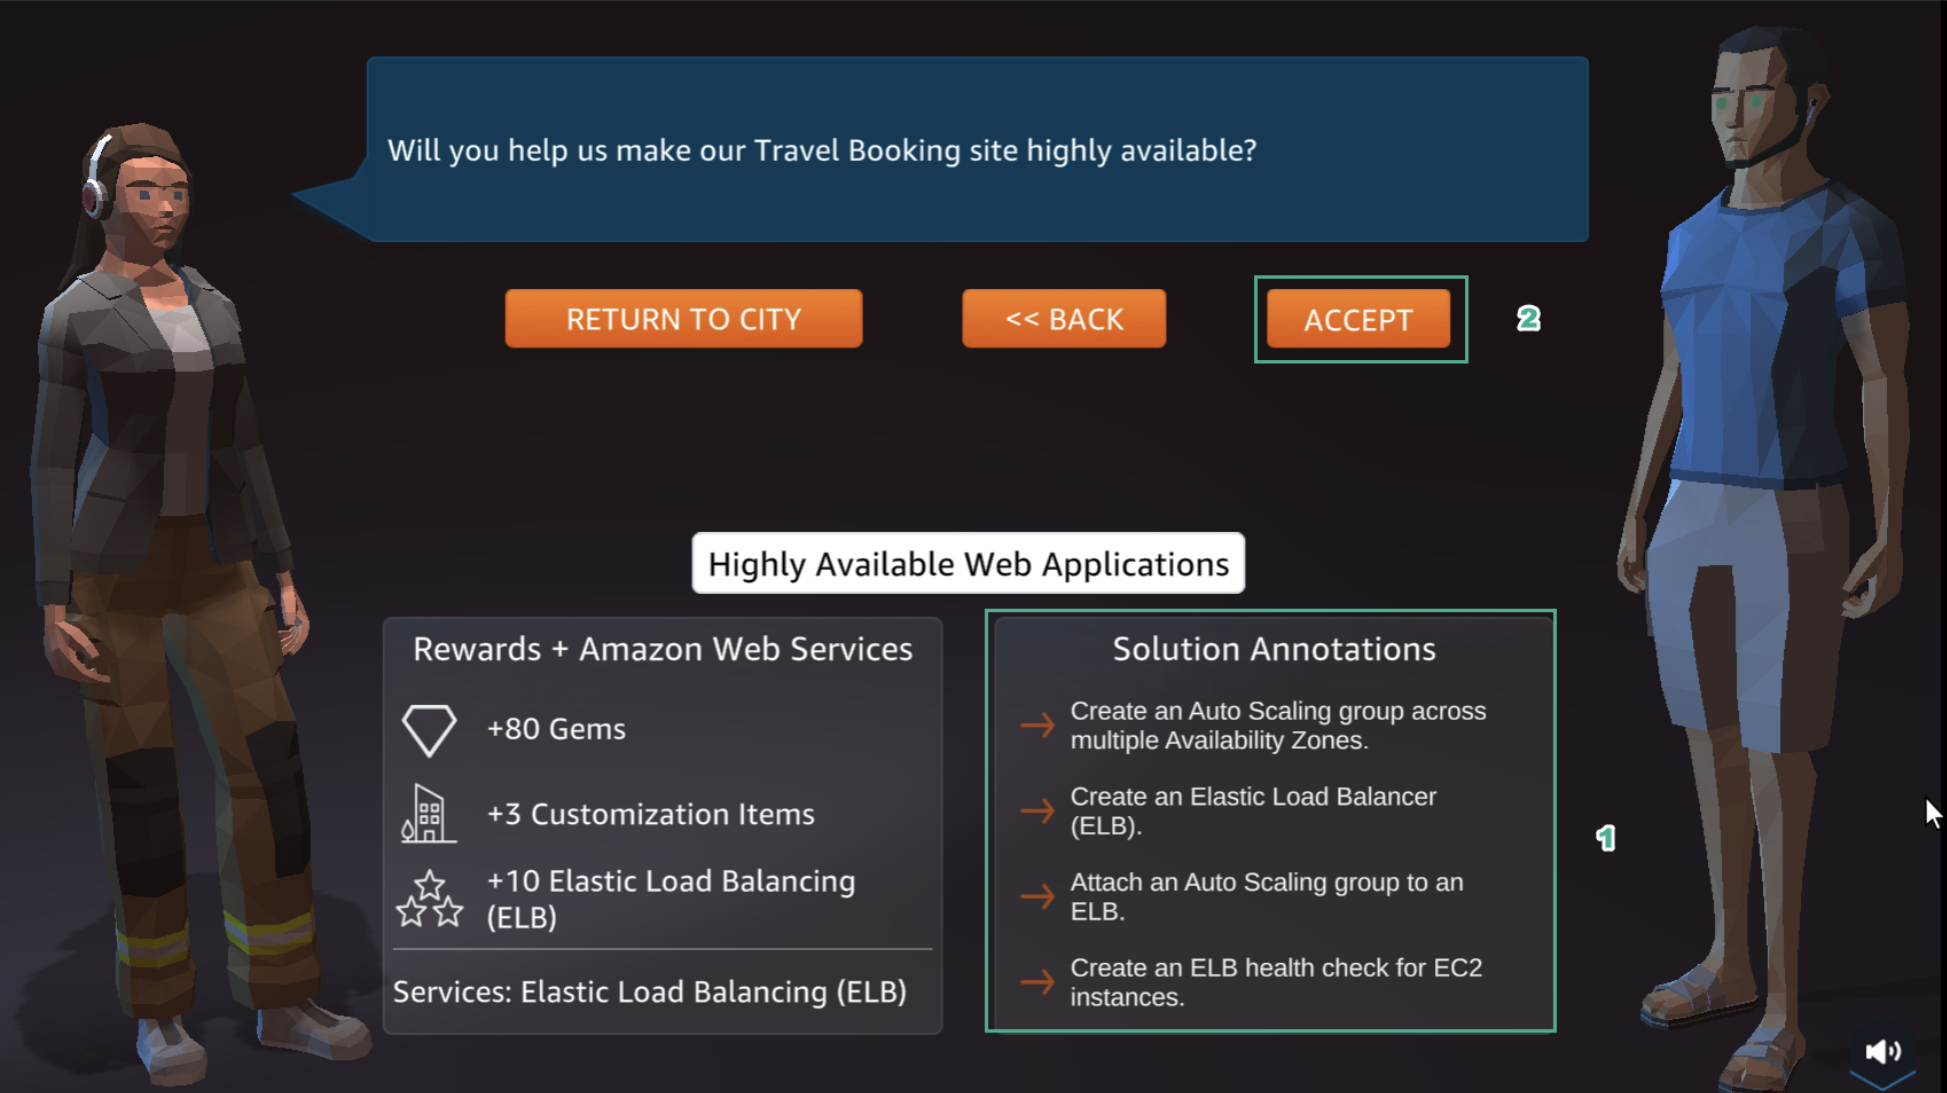 Will you help us make our Travel Booking site highly available?
RETURN TO CITY
<< BACK
ACCEPT
2
Highly Available Web Applications
Rewards + Amazon Web Services
+80 Gems
+3 Customization Items
+10 Elastic Load Balancing
(ELB)
Services: Elastic Load Balancing (ELB)
Solution Annotations
Create an Auto Scaling group across
multiple Availability Zones.
Create an Elastic Load Balancer
(ELB).
Attach an Auto Scaling group to an
ELB.
Create an ELB health check for EC2
instances.
1